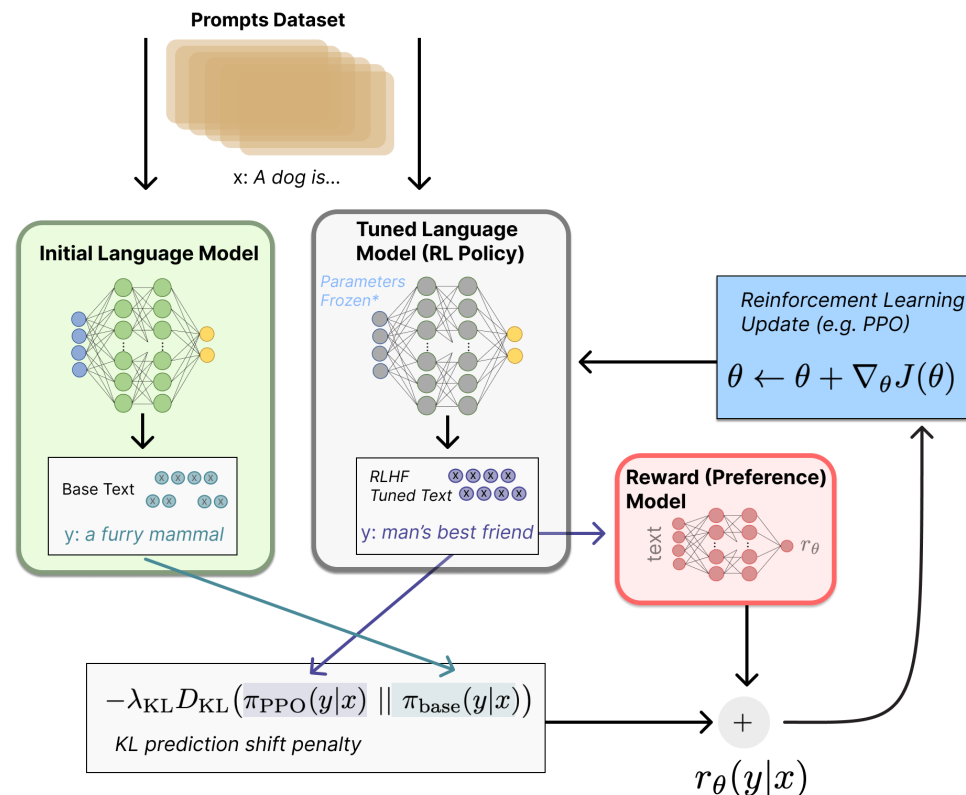 Prompts Dataset
x: A dog is...
Initial Language Model
Base Text
x x x x
x x x x
y: a furry mammal
Tuned Language
Model (RL Policy)
Parameters
Frozen*
RLHF
Tuned Text
x x x x
x x x x
y: man's best friend
Reinforcement Learning
Update (e.g. PPO)
θ ← θ + ∇θJ(θ)
Reward (Preference)
Model
text
rθ
−λKL DKL(πPPO(y|x) || πbase(y|x))
KL prediction shift penalty
+
rθ(y|x)